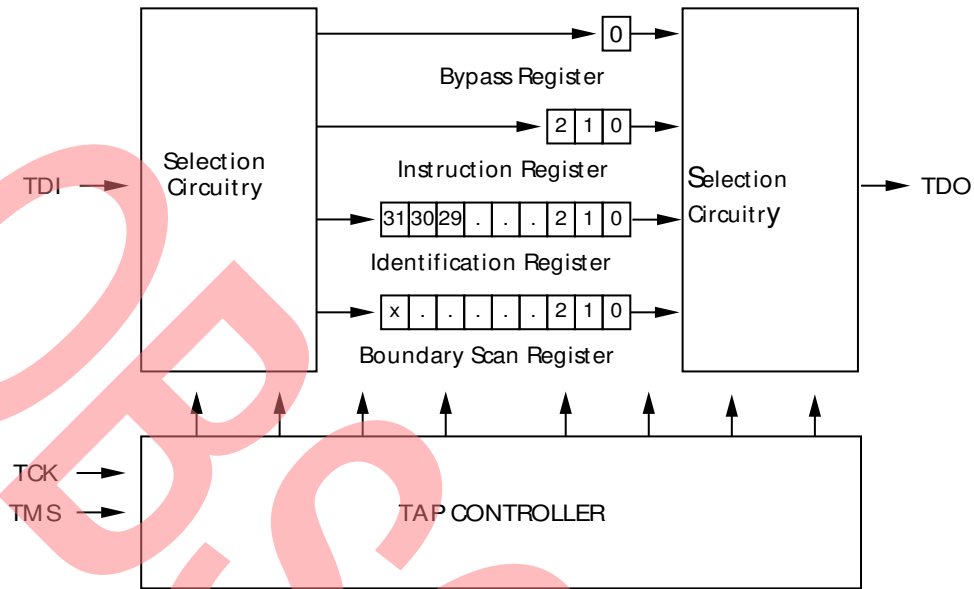 0
Bypass Register
2 1 0
Instruction Register
Selection
Circuitry
TDI
Selection
Circuitry
TDO
31 30 29 . . . 2 1 0
Identification Register
x . . . . . 2 1 0
Boundary Scan Register
TCK
TMS
TAP CONTROLLER
OBS